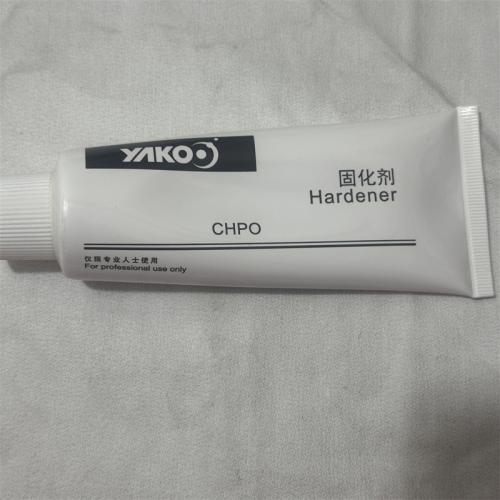 YAKO
固化剂
Hardener
CHPO
仅限专业人士使用
For professional use only